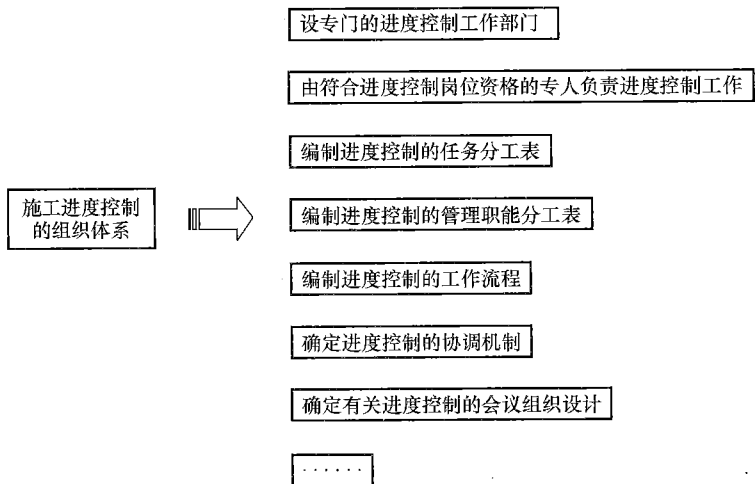 设专门的进度控制工作部门
由符合进度控制岗位资格的专人负责进度控制工作
编制进度控制的任务分工表
施工进度控制
的组织体系
编制进度控制的管理职能分工表
编制进度控制的工作流程
确定进度控制的协调机制
确定有关进度控制的会议组织设计
······